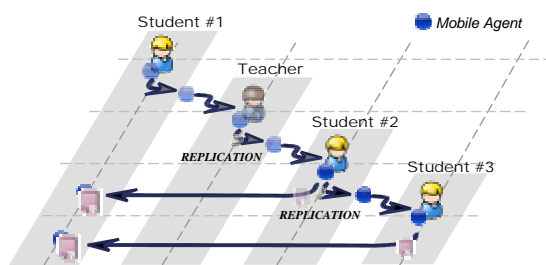 Student #1
Mobile Agent
Teacher
Student #2
REPLICATION
Student #3
REPLICATION